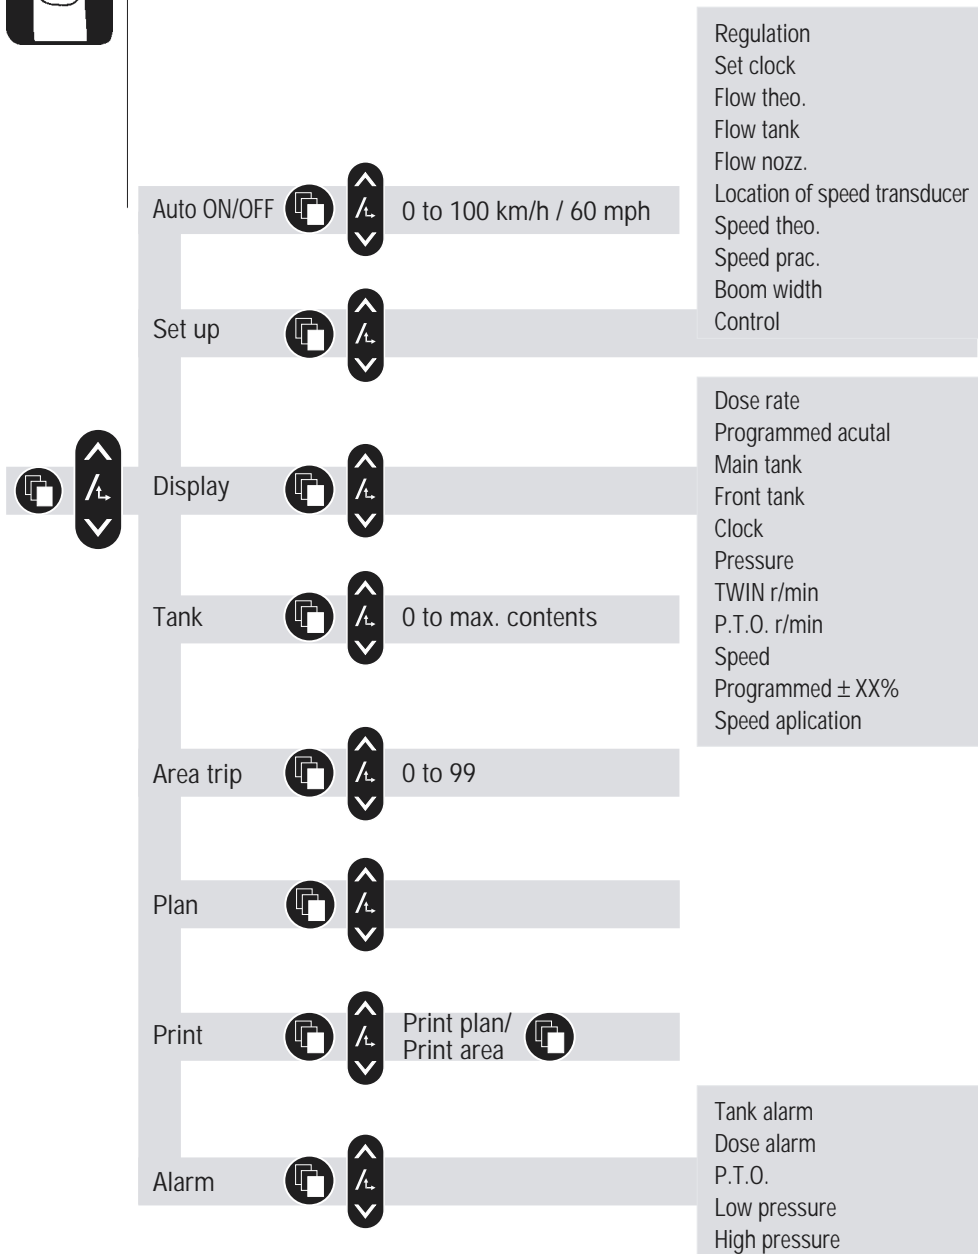 Regulation
Set clock
Flow theo.
Flow tank
Flow nozz.
Location of speed transducer
Speed theo.
Speed prac.
Boom width
Control
Auto ON/OFF
0 to 100 km/h / 60 mph
Set up
Display
Dose rate
Programmed acutal
Main tank
Front tank
Clock
Pressure
TWIN r/min
P.T.O. r/min
Speed
Programmed ± XX%
Speed aplication
Tank
0 to max. contents
Area trip
0 to 99
Plan
Print
Print plan/
Print area
Alarm
Tank alarm
Dose alarm
P.T.O.
Low pressure
High pressure